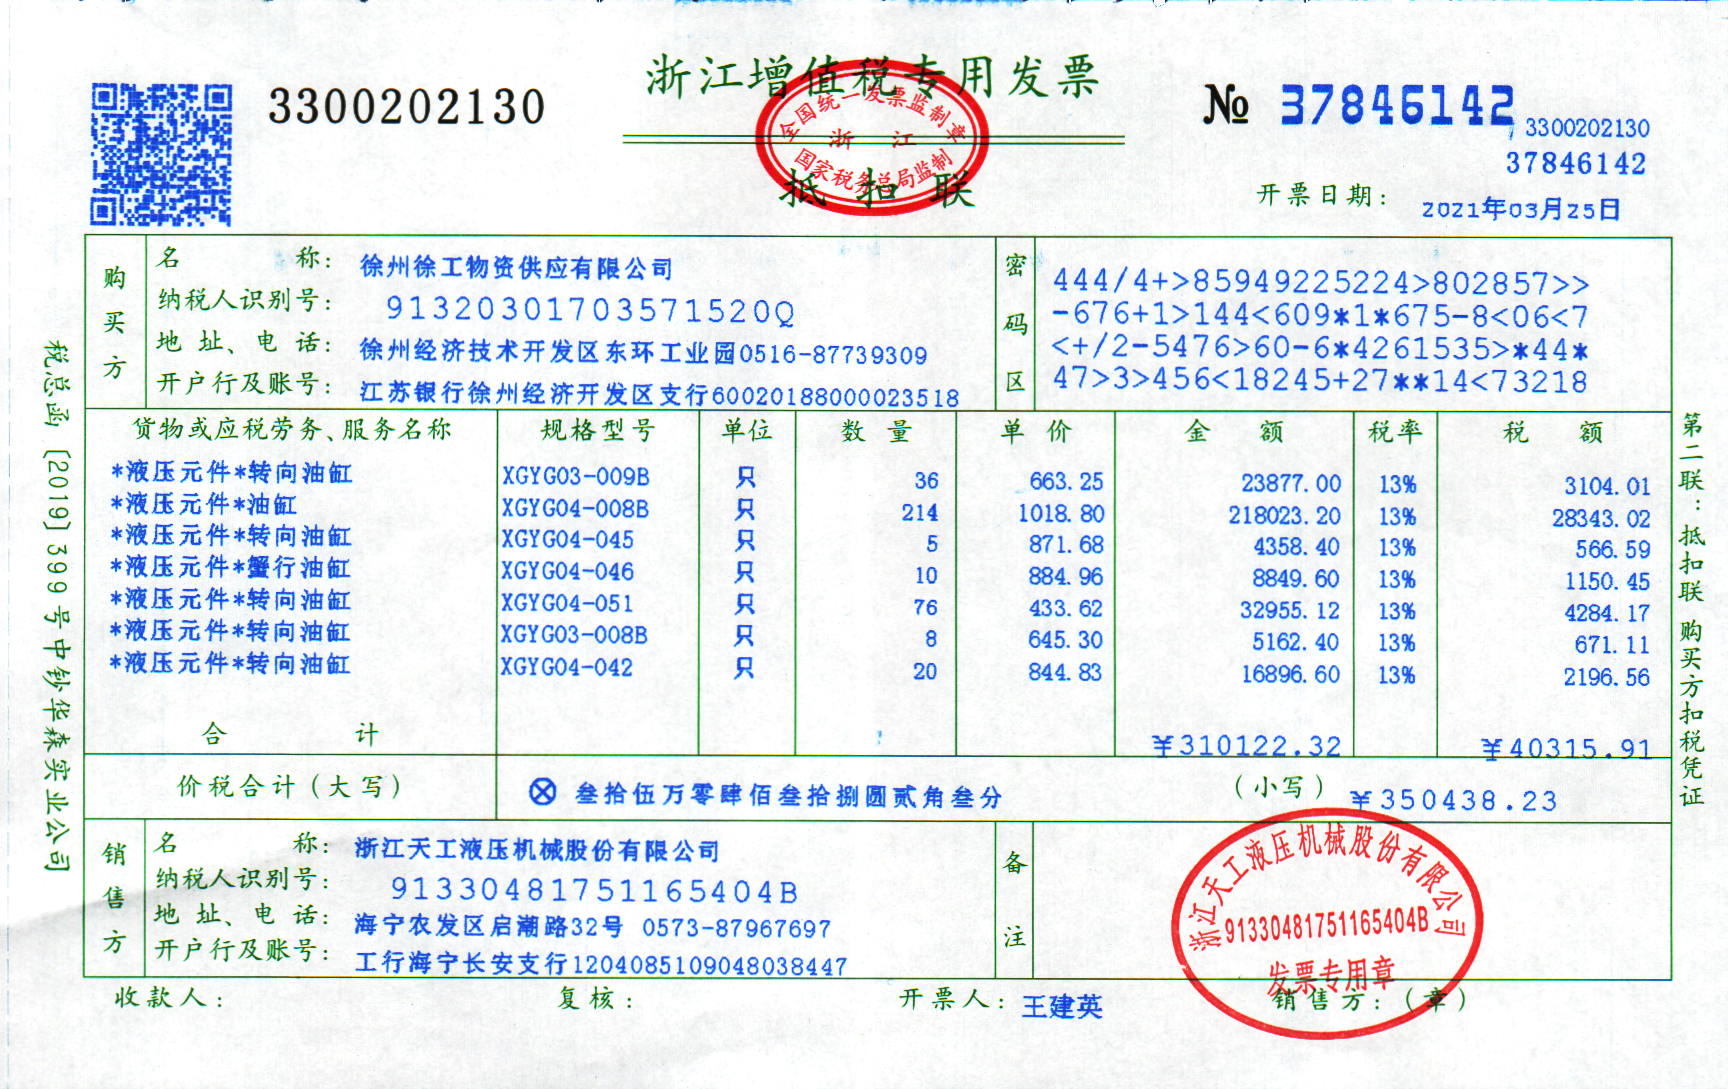 浙江增值税专用发票
3300202130
№ 37846142
3300202130
37846142
全国统一发票监制章
浙 江
国家税务总局监制
抵扣联
开票日期: 2021年03月25日
税总函〔2019〕399号中钞华森实业公司
第二联:抵扣联 购买方扣税凭证
购买方
名 称: 徐州徐工物资供应有限公司
纳税人识别号: 91320301703571520Q
地址、电话: 徐州经济技术开发区东环工业园0516-87739309
开户行及账号: 江苏银行徐州经济开发区支行60020188000023518
密码区
444/4+>85949225224>802857>>
-676+1>144<609*1*675-8<06<7
<+/2-5476>60-6*4261535>*44*
47>3>456<18245+27**14<73218
货物或应税劳务、服务名称 规格型号 单位 数量 单价 金额 税率 税额
*液压元件*转向油缸 XGYG03-009B 只 36 663.25 23877.00 13% 3104.01
*液压元件*油缸 XGYG04-008B 只 214 1018.80 218023.20 13% 28343.02
*液压元件*转向油缸 XGYG04-045 只 5 871.68 4358.40 13% 566.59
*液压元件*蟹行油缸 XGYG04-046 只 10 884.96 8849.60 13% 1150.45
*液压元件*转向油缸 XGYG04-051 只 76 433.62 32955.12 13% 4284.17
*液压元件*转向油缸 XGYG03-008B 只 8 645.30 5162.40 13% 671.11
*液压元件*转向油缸 XGYG04-042 只 20 844.83 16896.60 13% 2196.56
合计 ¥310122.32 ¥40315.91
价税合计(大写) ⊗ 叁拾伍万零肆佰叁拾捌圆贰角叁分 (小写) ¥350438.23
销售方
名 称: 浙江天工液压机械股份有限公司
纳税人识别号: 91330481751165404B
地址、电话: 海宁农发区启潮路32号 0573-87967697
开户行及账号: 工行海宁长安支行1204085109048038447
备注
浙江天工液压机械股份有限公司
91330481751165404B
发票专用章
收款人: 复核: 开票人: 王建英 销售方:(章)